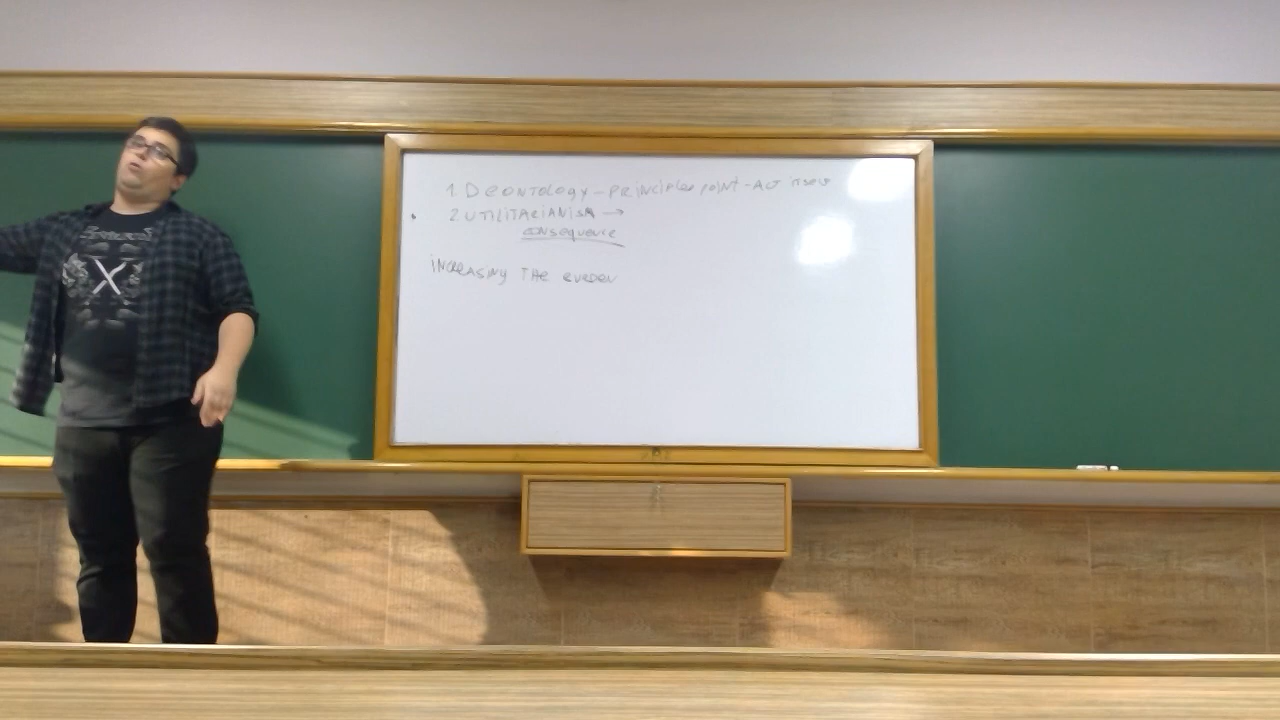 1. DEONTOLOGY - PRINCIPLES POINT - ACT ITSELF
2 UTILITARIANISM →
CONSEQUENCE
INCREASING THE BURDEN
X